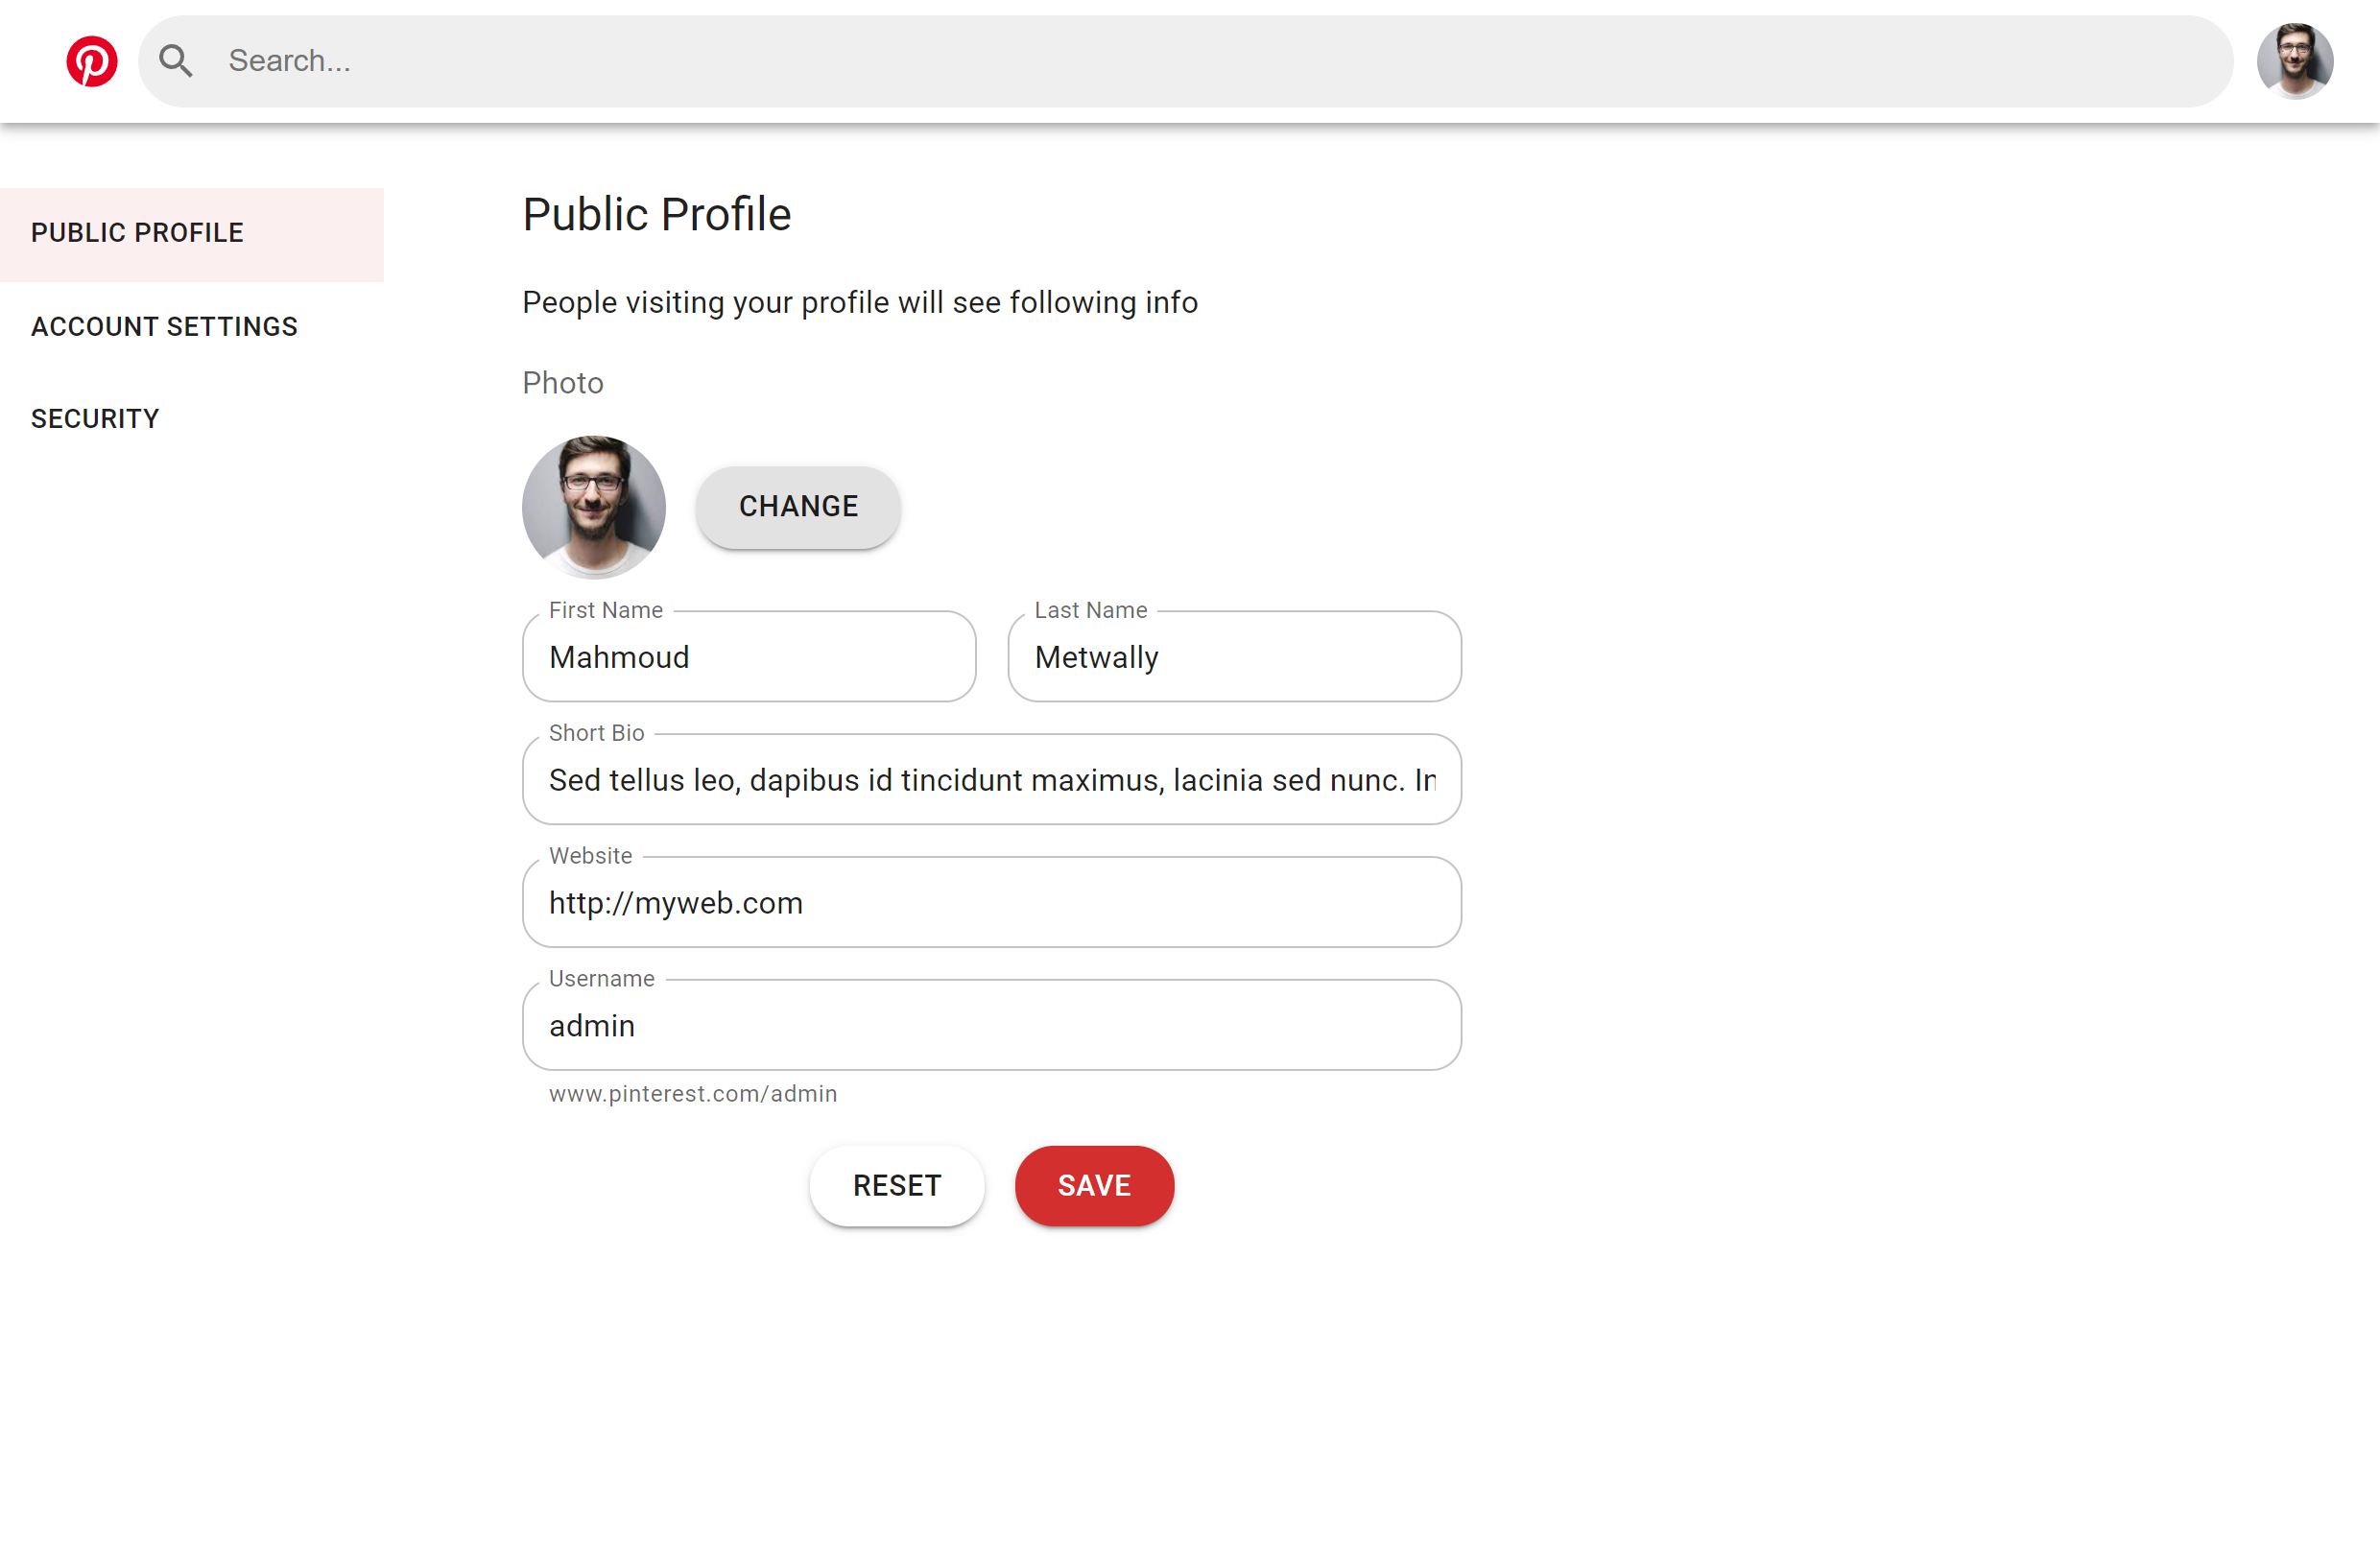 Search...
PUBLIC PROFILE
ACCOUNT SETTINGS
SECURITY
Public Profile
People visiting your profile will see following info
Photo
CHANGE
First Name
Mahmoud
Last Name
Metwally
Short Bio
Sed tellus leo, dapibus id tincidunt maximus, lacinia sed nunc. In
Website
http://myweb.com
Username
admin
www.pinterest.com/admin
RESET
SAVE